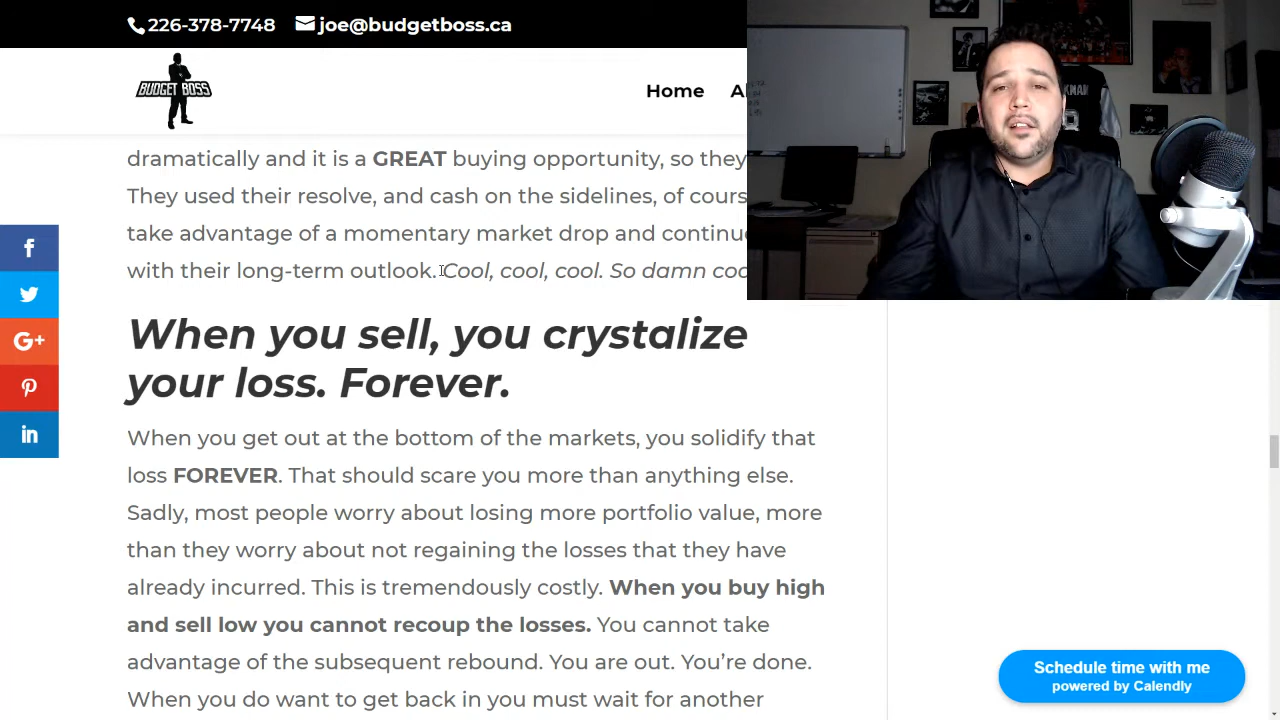 226-378-7748 joe@budgetboss.ca
BUDGET BOSS
Home
dramatically and it is a GREAT buying opportunity, so they
They used their resolve, and cash on the sidelines, of
take advantage of a momentary market drop and
with their long-term outlook. Cool, cool, cool. So damn
When you sell, you crystalize
your loss. Forever.
When you get out at the bottom of the markets, you solidify that
loss FOREVER. That should scare you more than anything else.
Sadly, most people worry about losing more portfolio value, more
than they worry about not regaining the losses that they have
already incurred. This is tremendously costly. When you buy high
and sell low you cannot recoup the losses. You cannot take
advantage of the subsequent rebound. You are out. You’re done.
When you do want to get back in you must wait for another
f
G+
in
Schedule time with me
powered by Calendly